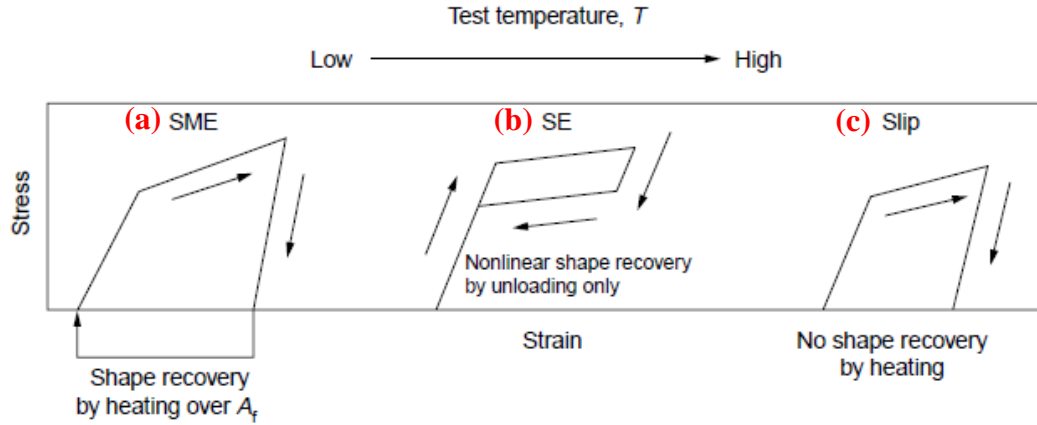 Test temperature, T
Low
High
(a) SME
(b) SE
(c) Slip
Stress
Nonlinear shape recovery
by unloading only
Strain
Shape recovery
by heating over Af
No shape recovery
by heating